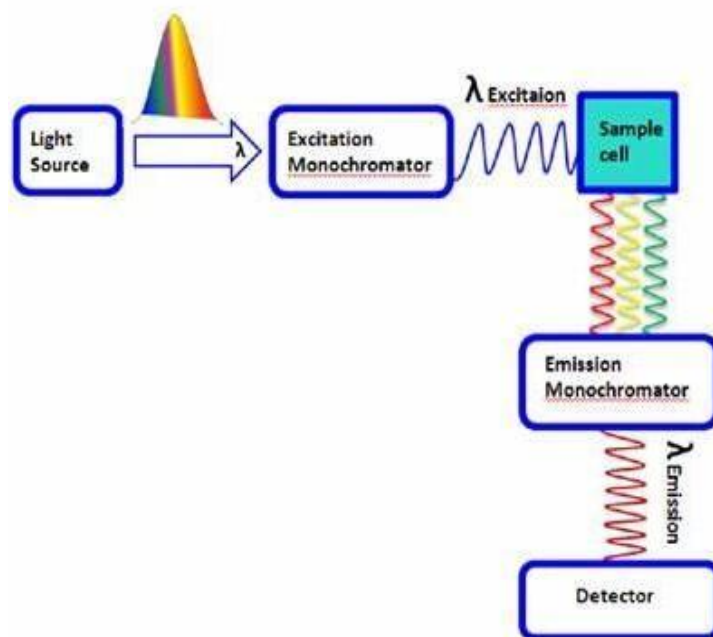 Light
Source
λ
Excitation
Monochromator
λ Excitaion
Sample
cell
Emission
Monochromator
λ Emission
Detector